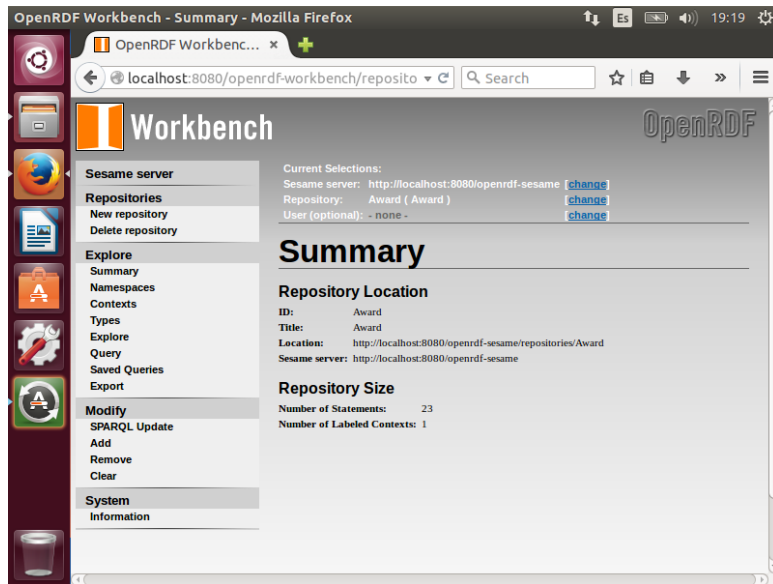 OpenRDF Workbench - Summary - Mozilla Firefox
Es
19:19
OpenRDF Workbenc...
localhost:8080/openrdf-workbench/reposito
Search
Workbench
OpenRDF
Sesame server
Repositories
New repository
Delete repository
Explore
Summary
Namespaces
Contexts
Types
Explore
Query
Saved Queries
Export
Modify
SPARQL Update
Add
Remove
Clear
System
Information
Current Selections:
Sesame server: http://localhost:8080/openrdf-sesame [change]
Repository: Award ( Award ) [change]
User (optional): - none - [change]
Summary
Repository Location
ID: Award
Title: Award
Location: http://localhost:8080/openrdf-sesame/repositories/Award
Sesame server: http://localhost:8080/openrdf-sesame
Repository Size
Number of Statements: 23
Number of Labeled Contexts: 1